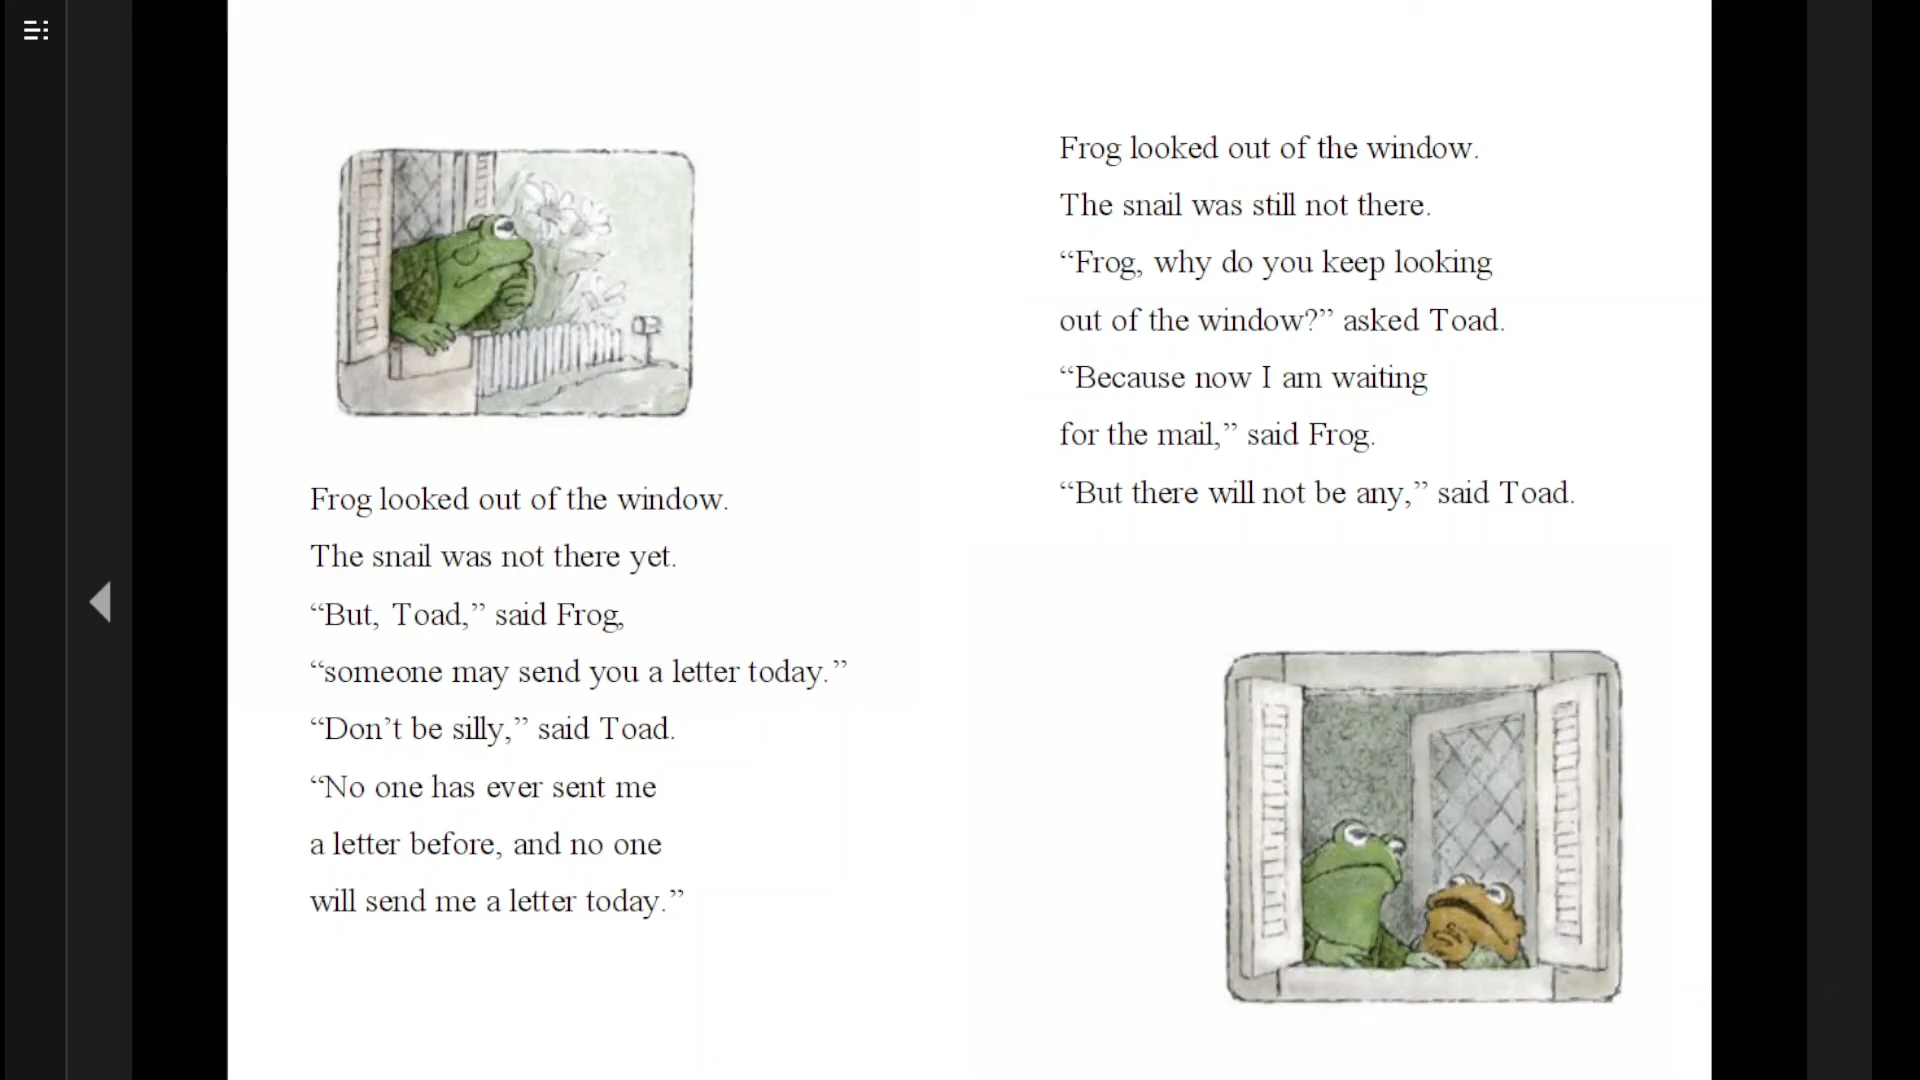 Frog looked out of the window.
The snail was not there yet.
“But, Toad,” said Frog,
“someone may send you a letter today.”
“Don’t be silly,” said Toad.
“No one has ever sent me
a letter before, and no one
will send me a letter today.”
Frog looked out of the window.
The snail was still not there.
“Frog, why do you keep looking
out of the window?” asked Toad.
“Because now I am waiting
for the mail,” said Frog.
“But there will not be any,” said Toad.